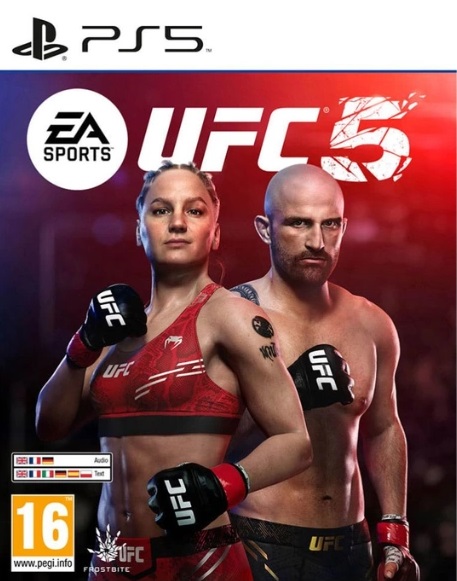 PS5
EA
SPORTS
UFC 5
UFC
UFC
UFC
UFC
UFC
Audio
Text
16
www.pegi.info
UFC
FROSTBITE